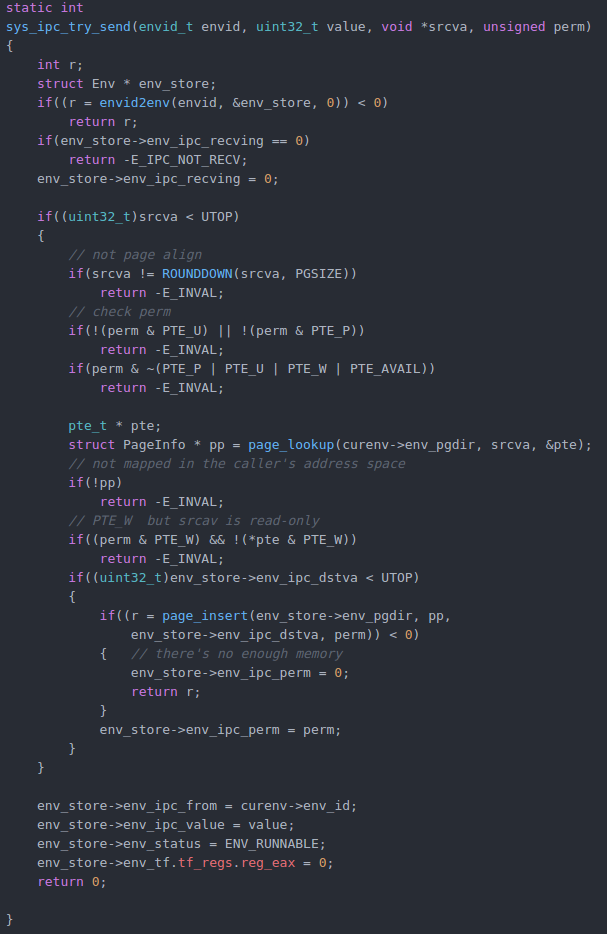 static int
sys_ipc_try_send(envid_t envid, uint32_t value, void *srcva, unsigned perm)
{
    int r;
    struct Env * env_store;
    if((r = envid2env(envid, &env_store, 0)) < 0)
        return r;
    if(env_store->env_ipc_recving == 0)
        return -E_IPC_NOT_RECV;
    env_store->env_ipc_recving = 0;

    if((uint32_t)srcva < UTOP)
    {
        // not page align
        if(srcva != ROUNDDOWN(srcva, PGSIZE))
            return -E_INVAL;
        // check perm
        if(!(perm & PTE_U) || !(perm & PTE_P))
            return -E_INVAL;
        if(perm & ~(PTE_P | PTE_U | PTE_W | PTE_AVAIL))
            return -E_INVAL;

        pte_t * pte;
        struct PageInfo * pp = page_lookup(curenv->env_pgdir, srcva, &pte);
        // not mapped in the caller's address space
        if(!pp)
            return -E_INVAL;
        // PTE_W  but srcav is read-only
        if((perm & PTE_W) && !(*pte & PTE_W))
            return -E_INVAL;
        if((uint32_t)env_store->env_ipc_dstva < UTOP)
        {
            if((r = page_insert(env_store->env_pgdir, pp,
                env_store->env_ipc_dstva, perm)) < 0)
            {   // there's no enough memory
                env_store->env_ipc_perm = 0;
                return r;
            }
            env_store->env_ipc_perm = perm;
        }
    }

    env_store->env_ipc_from = curenv->env_id;
    env_store->env_ipc_value = value;
    env_store->env_status = ENV_RUNNABLE;
    env_store->env_tf.tf_regs.reg_eax = 0;
    return 0;

}